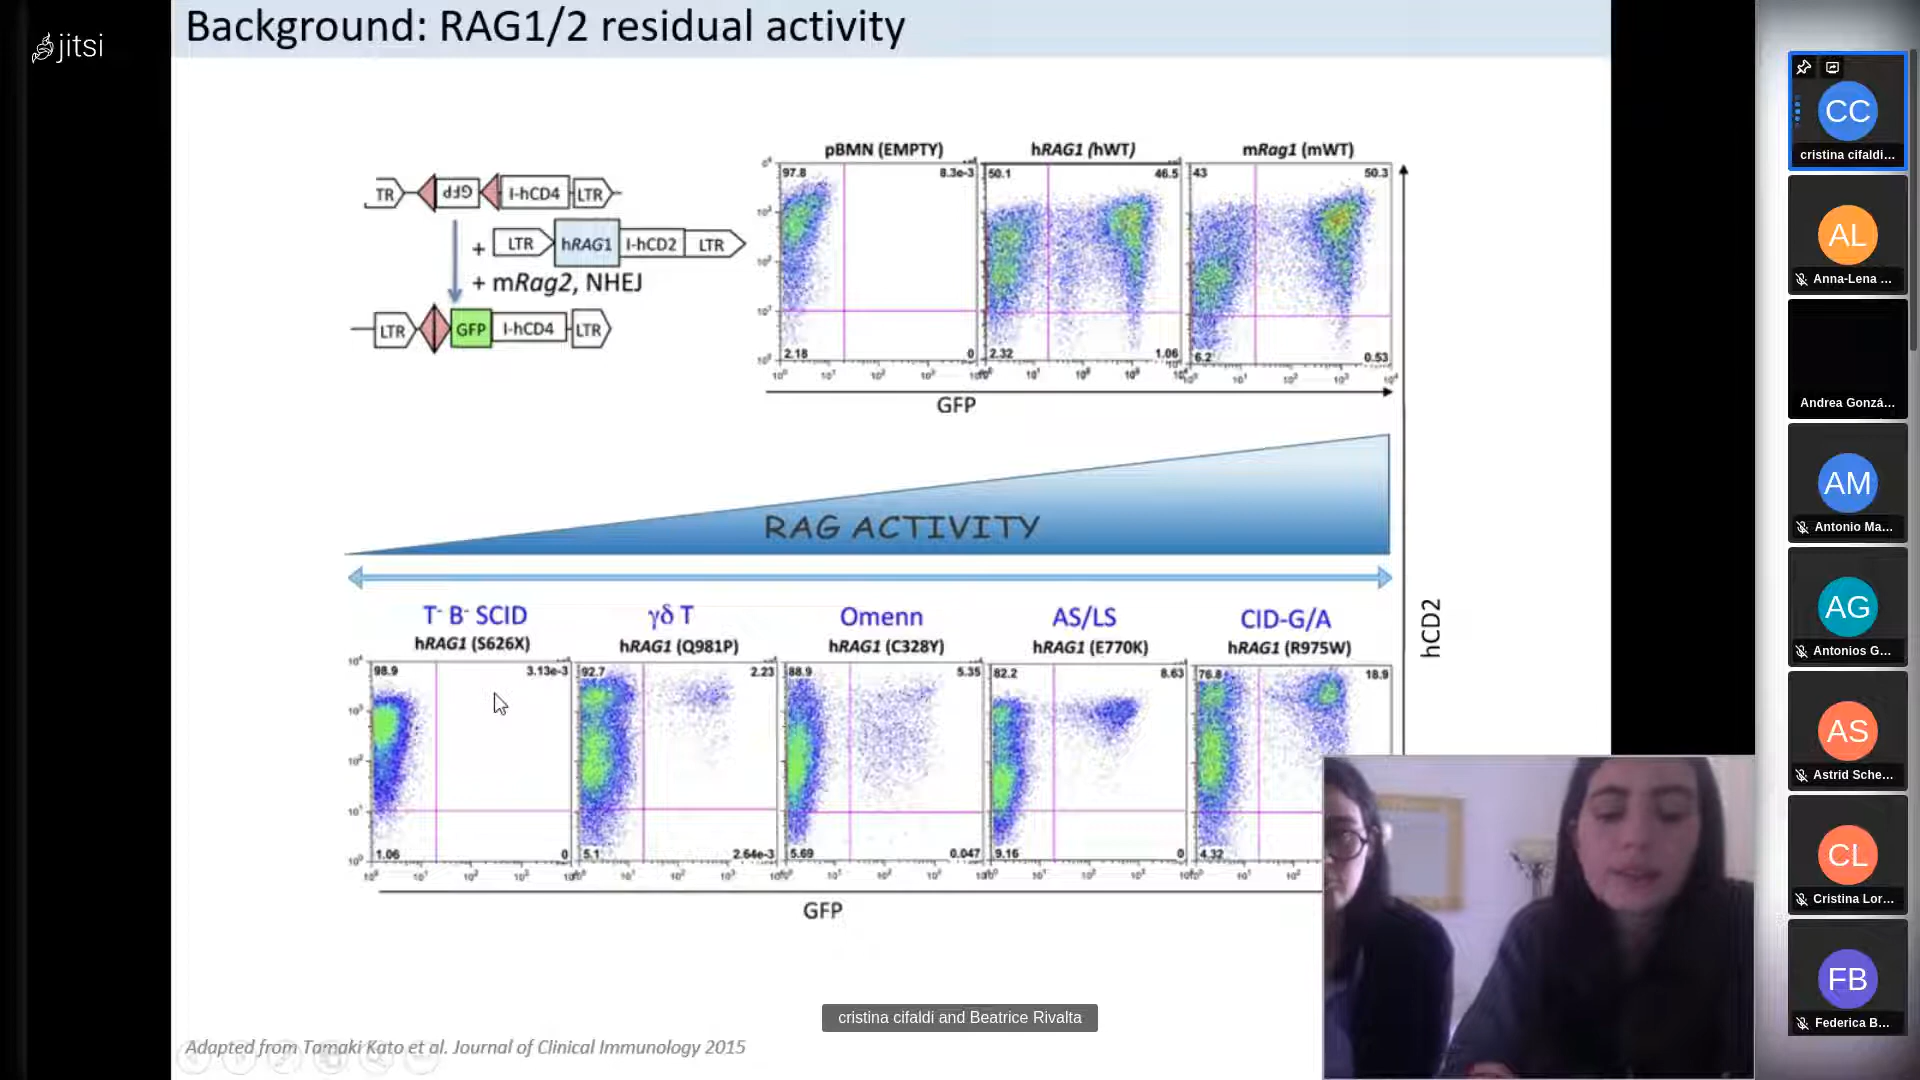 Background: RAG1/2 residual activity
jitsi
pBMN (EMPTY)
hRAG1 (hWT)
mRag1 (mWT)
97.8
8.3e-3
50.1
46.5
43
50.3
TR
GFP
I-hCD4
LTR
+
LTR
hRAG1
I-hCD2
LTR
+ mRag2, NHEJ
LTR
GFP
I-hCD4
LTR
2.18
0
2.32
1.06
6.2
0.53
GFP
RAG ACTIVITY
T- B- SCID
γδ T
Omenn
AS/LS
CID-G/A
hRAG1 (S626X)
hRAG1 (Q981P)
hRAG1 (C328Y)
hRAG1 (E770K)
hRAG1 (R975W)
hCD2
98.9
3.13e-3
92.7
2.23
88.9
5.35
82.2
8.63
76.8
18.9
1.06
0
5.1
2.64e-3
5.69
0.047
9.16
0
4.32
GFP
cristina cifaldi and Beatrice Rivalta
Adapted from Tamaki Kato et al. Journal of Clinical Immunology 2015
CC
cristina cifaldi...
AL
Anna-Lena ...
Andrea Gonzá...
AM
Antonio Ma...
AG
Antonios G...
AS
Astrid Sche...
CL
Cristina Lor...
FB
Federica B...